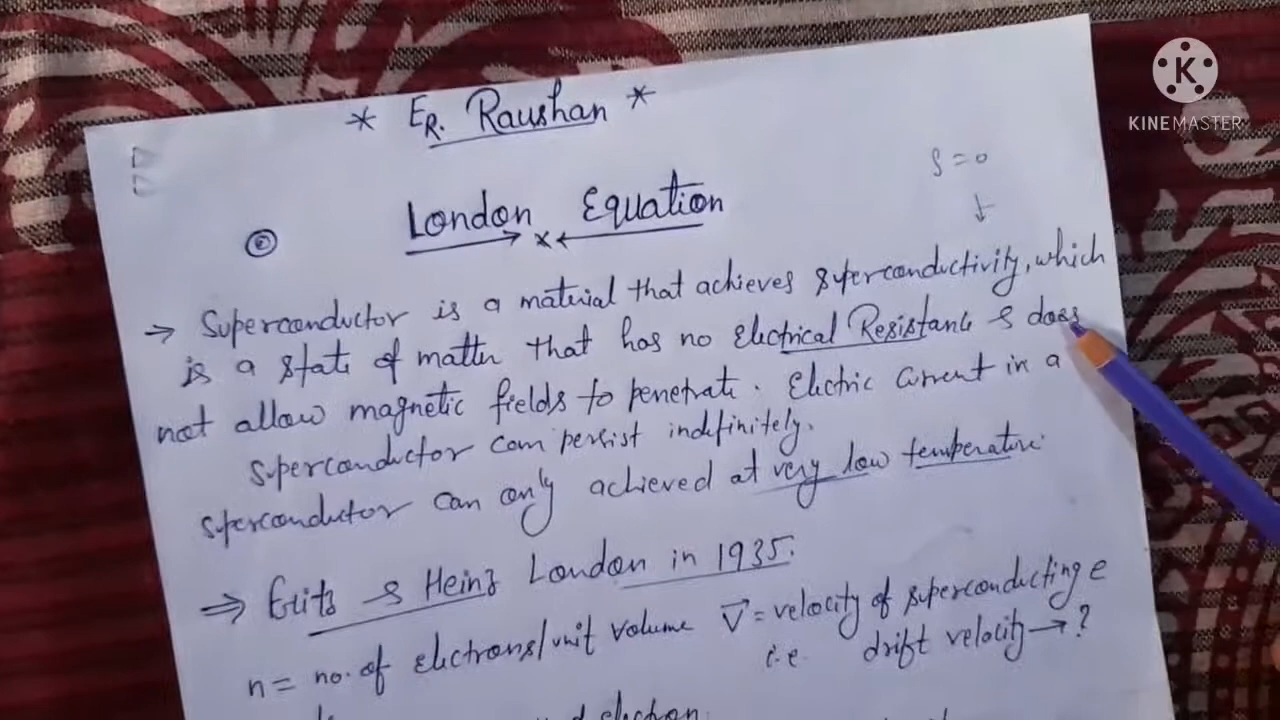 * ER. Raushan *
ρ = 0
↓
London Equation
→ Superconductor is a material that achieves superconductivity, which
is a state of matter that has no Electrical Resistance & does
not allow magnetic fields to penetrate. Electric current in a
superconductor can persist indefinitely.
superconductor can only achieved at very low temperature.
⇒ Fritz & Heinz London in 1935.
n = no. of electrons/unit volume V⃗ = velocity of superconducting e
i.e. drift velocity → ?
electron
K
KINEMASTER